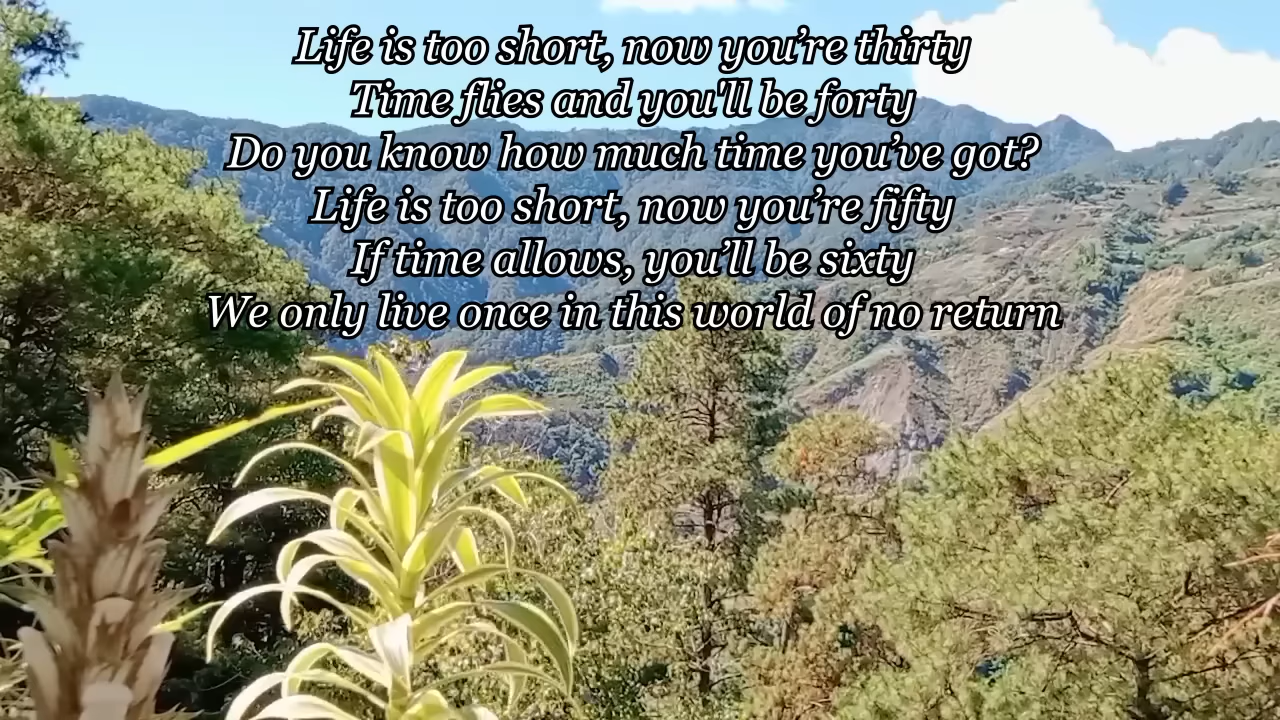 Life is too short, now you’re thirty
Time flies and you'll be forty
Do you know how much time you’ve got?
Life is too short, now you’re fifty
If time allows, you’ll be sixty
We only live once in this world of no return